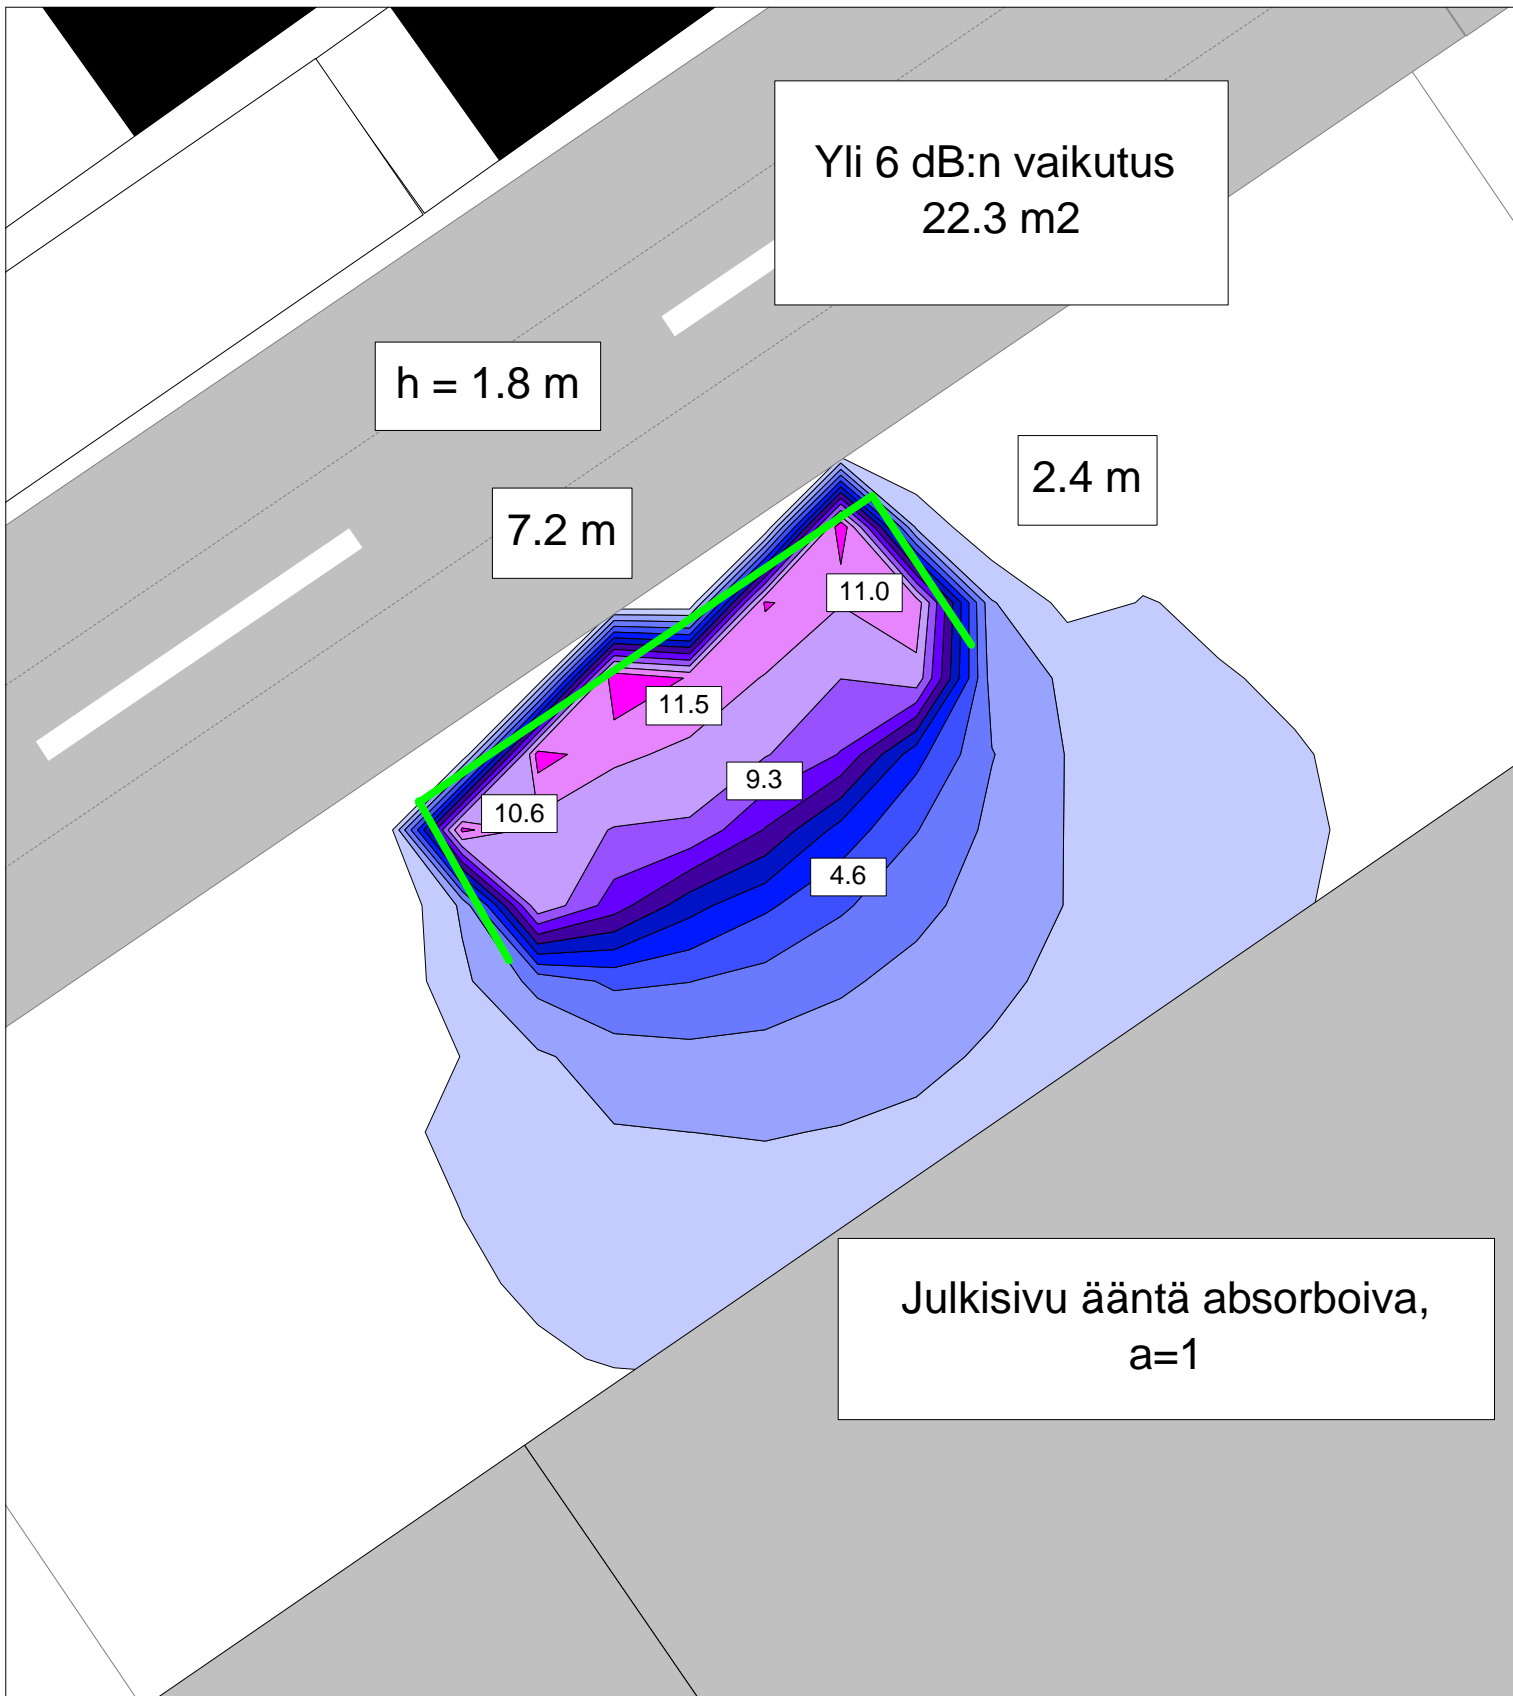 Yli 6 dB:n vaikutus
22.3 m2
h = 1.8 m
2.4 m
7.2 m
11.0
11.5
9.3
10.6
4.6
Julkisivu ääntä absorboiva,
a=1